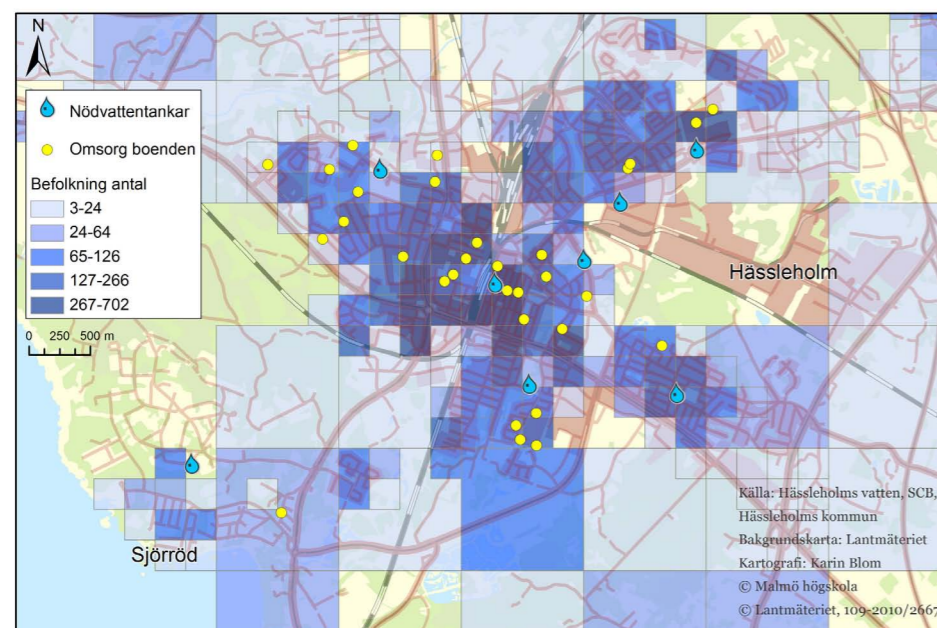 N
Nödvattentankar
Omsorg boenden
Befolkning antal
3-24
24-64
65-126
127-266
267-702
0 250 500 m
Hässleholm
Sjörröd
Källa: Hässleholms vatten, SCB,
Hässleholms kommun
Bakgrundskarta: Lantmäteriet
Kartografi: Karin Blom
© Malmö högskola
© Lantmäteriet, 109-2010/2667